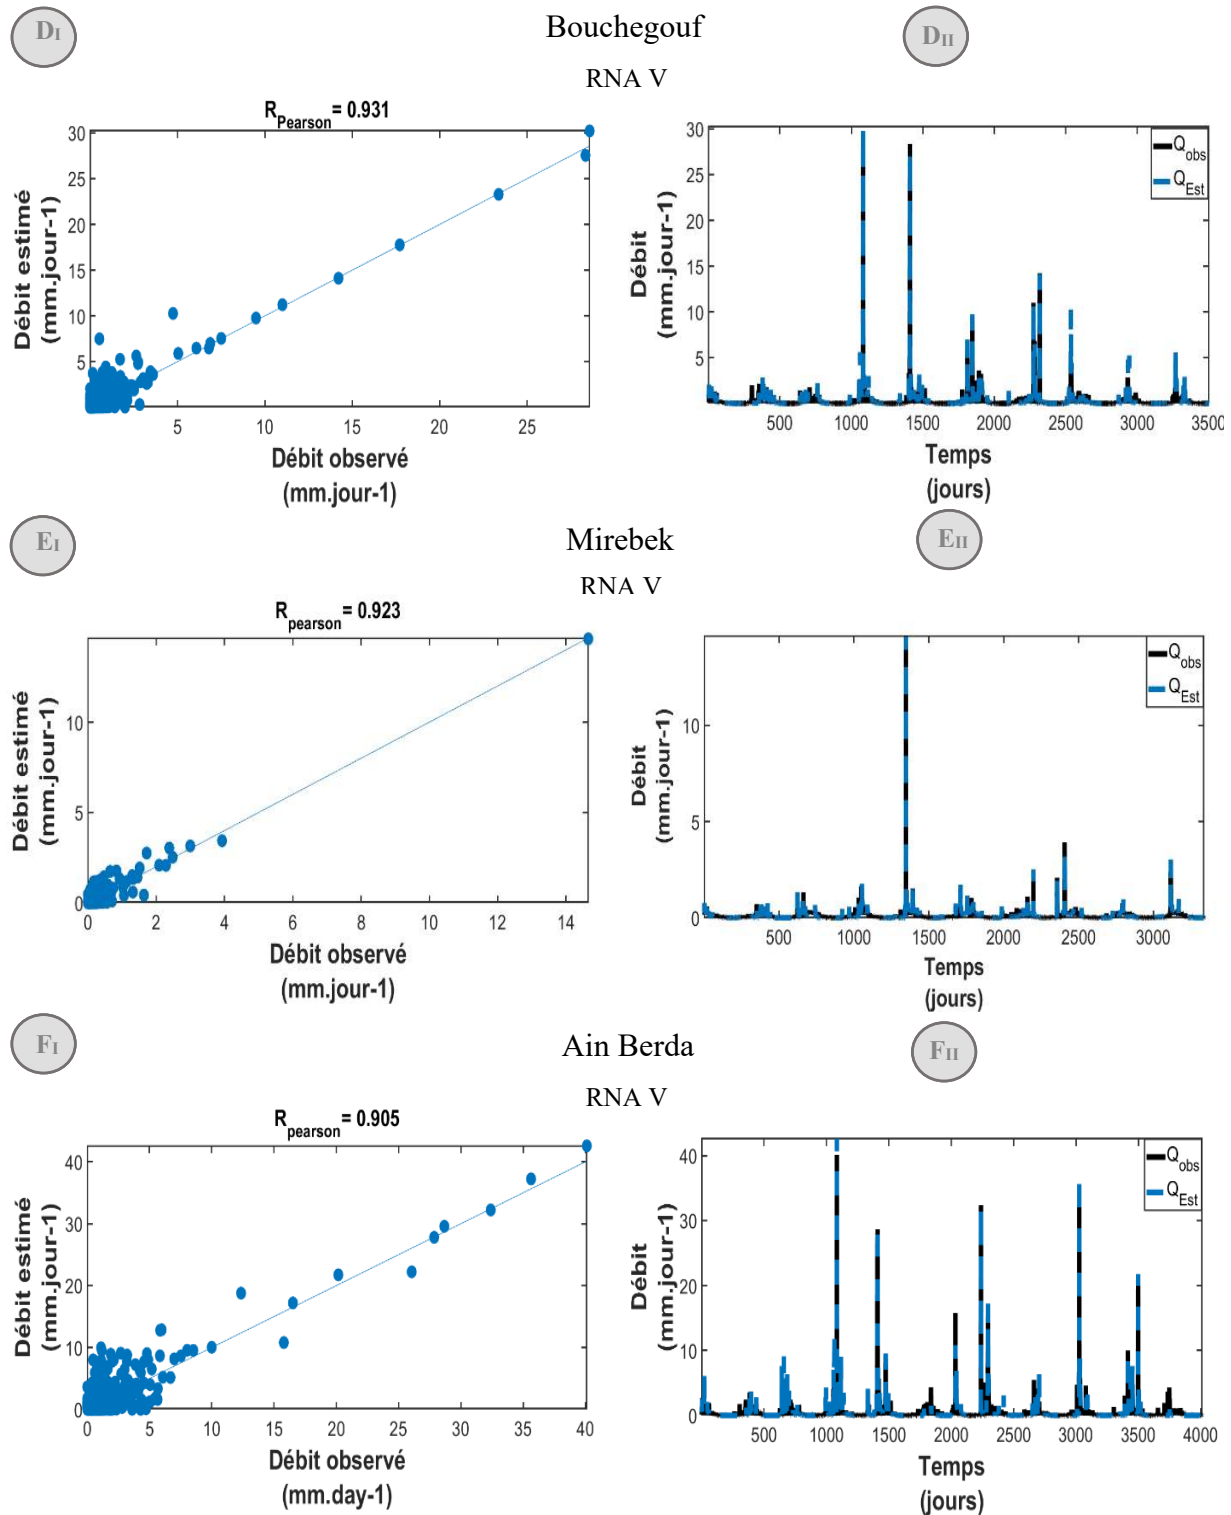 DI
Bouchegouf
DII
RNA V
RPearson = 0.931
30
25
20
15
10
5
5
10
15
20
25
Débit estimé
(mm.jour-1)
Débit observé
(mm.jour-1)
30
25
20
15
10
5
500
1000
1500
2000
2500
3000
3500
Débit
(mm.jour-1)
Temps
(jours)
Qobs
QEst
EI
Mirebek
EII
RNA V
Rpearson = 0.923
10
5
0
0
2
4
6
8
10
12
14
Débit estimé
(mm.jour-1)
Débit observé
(mm.jour-1)
10
5
0
500
1000
1500
2000
2500
3000
Débit
(mm.jour-1)
Temps
(jours)
Qobs
QEst
FI
Ain Berda
FII
RNA V
Rpearson = 0.905
40
30
20
10
0
0
5
10
15
20
25
30
35
40
Débit estimé
(mm.jour-1)
Débit observé
(mm.day-1)
40
30
20
10
0
500
1000
1500
2000
2500
3000
3500
4000
Débit
(mm.jour-1)
Temps
(jours)
Qobs
QEst